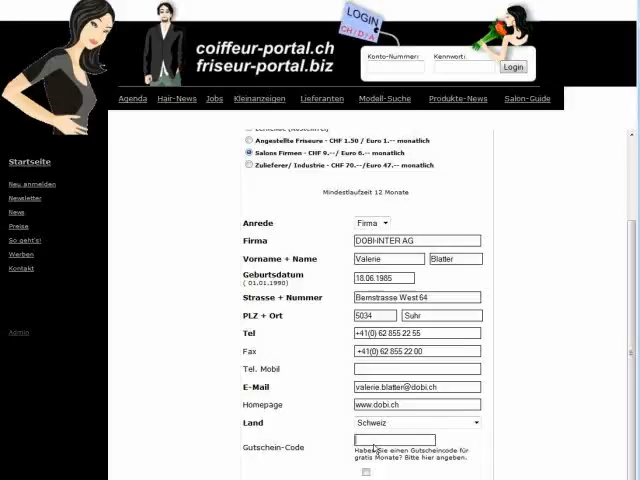 LOGIN
CH/D/A
coiffeur-portal.ch
friseur-portal.biz
Konto-Nummer:
Kennwort:
Login
Agenda
Hair-News
Jobs
Kleinanzeigen
Lieferanten
Modell-Suche
Produkte-News
Salon-Guide
Startseite
Neu anmelden
Newsletter
News
Preise
So geht's!
Werben
Kontakt
Admin
Angestellte Friseure - CHF 1.50 / Euro 1.-- monatlich
Salons Firmen - CHF 9.--/ Euro 6.-- monatlich
Zulieferer/ Industrie - CHF 70.--/Euro 47.-- monatlich
Mindestlaufzeit 12 Monate
Anrede Firma
Firma DOBI-INTER AG
Vorname + Name Valerie Blatter
Geburtsdatum 18.06.1985
( 01.01.1990)
Strasse + Nummer Bernstrasse West 64
PLZ + Ort 5034 Suhr
Tel +41(0) 62 855 22 55
Fax +41(0) 62 855 22 00
Tel. Mobil
E-Mail valerie.blatter@dobi.ch
Homepage www.dobi.ch
Land Schweiz
Gutschein-Code
Haben Sie einen Gutscheincode für
gratis Monate? Bitte hier angeben.